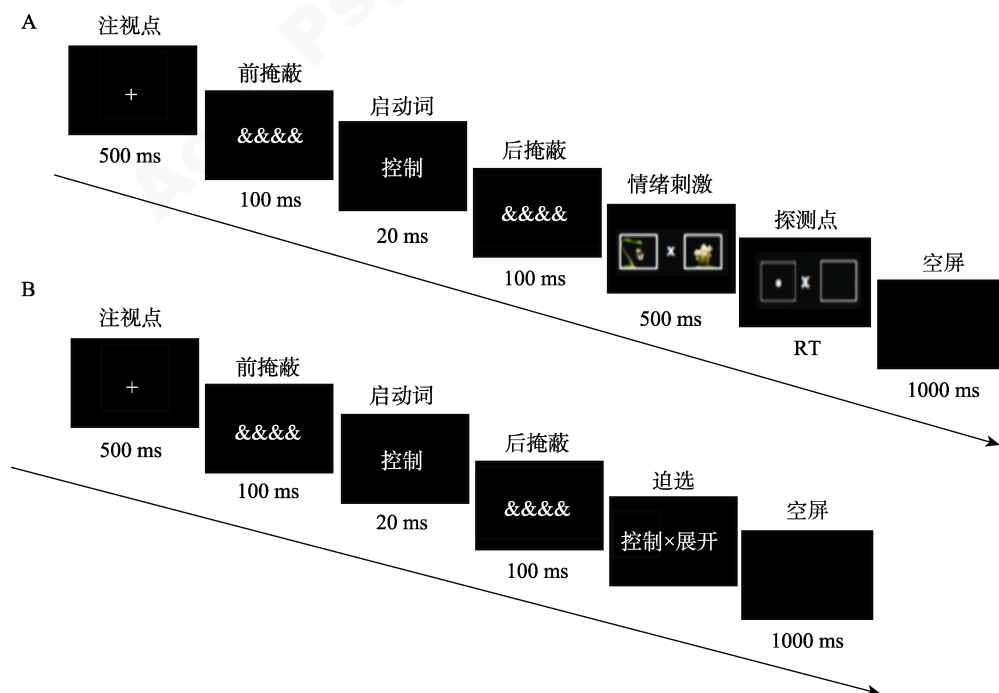 A
注视点
+
500 ms
前掩蔽
&&&&
100 ms
启动词
控制
20 ms
后掩蔽
&&&&
100 ms
情绪刺激
x
500 ms
探测点
x
RT
空屏
1000 ms
B
注视点
+
500 ms
前掩蔽
&&&&
100 ms
启动词
控制
20 ms
后掩蔽
&&&&
100 ms
迫选
控制×展开
空屏
1000 ms